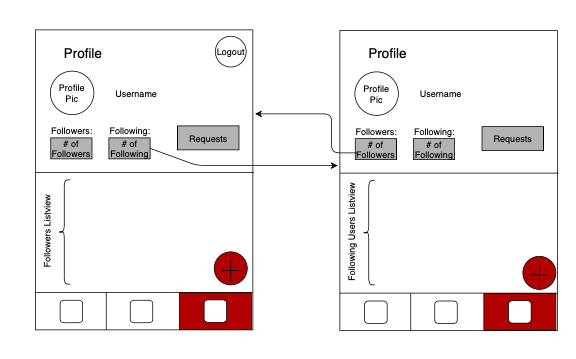 Profile
Logout
Profile
Pic
Username
Followers:
Following:
# of
Followers
# of
Following
Requests
Followers Listview
Profile
Profile
Pic
Username
Followers:
Following:
# of
Followers
# of
Following
Requests
Following Users Listview